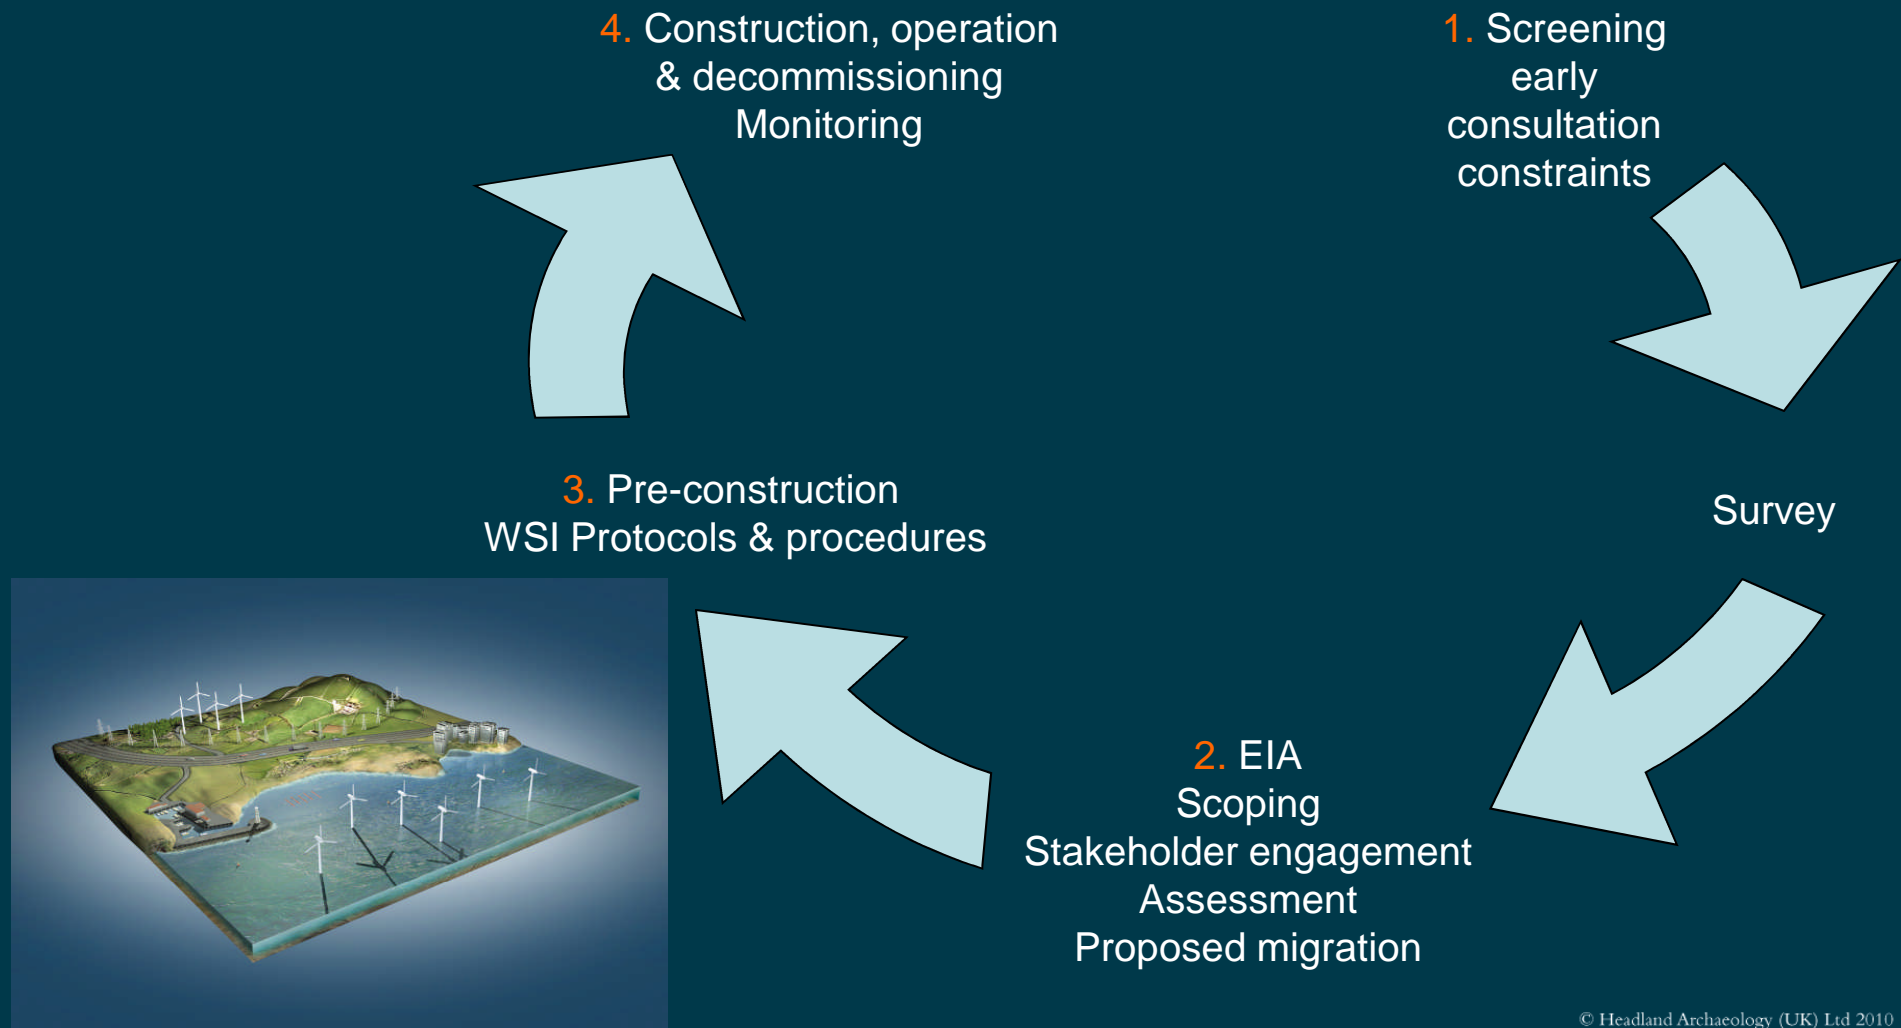 4. Construction, operation
& decommissioning
Monitoring
1. Screening
early
consultation
constraints
3. Pre-construction
WSI Protocols & procedures
Survey
2. EIA
Scoping
Stakeholder engagement
Assessment
Proposed migration
© Headland Archaeology (UK) Ltd 2010